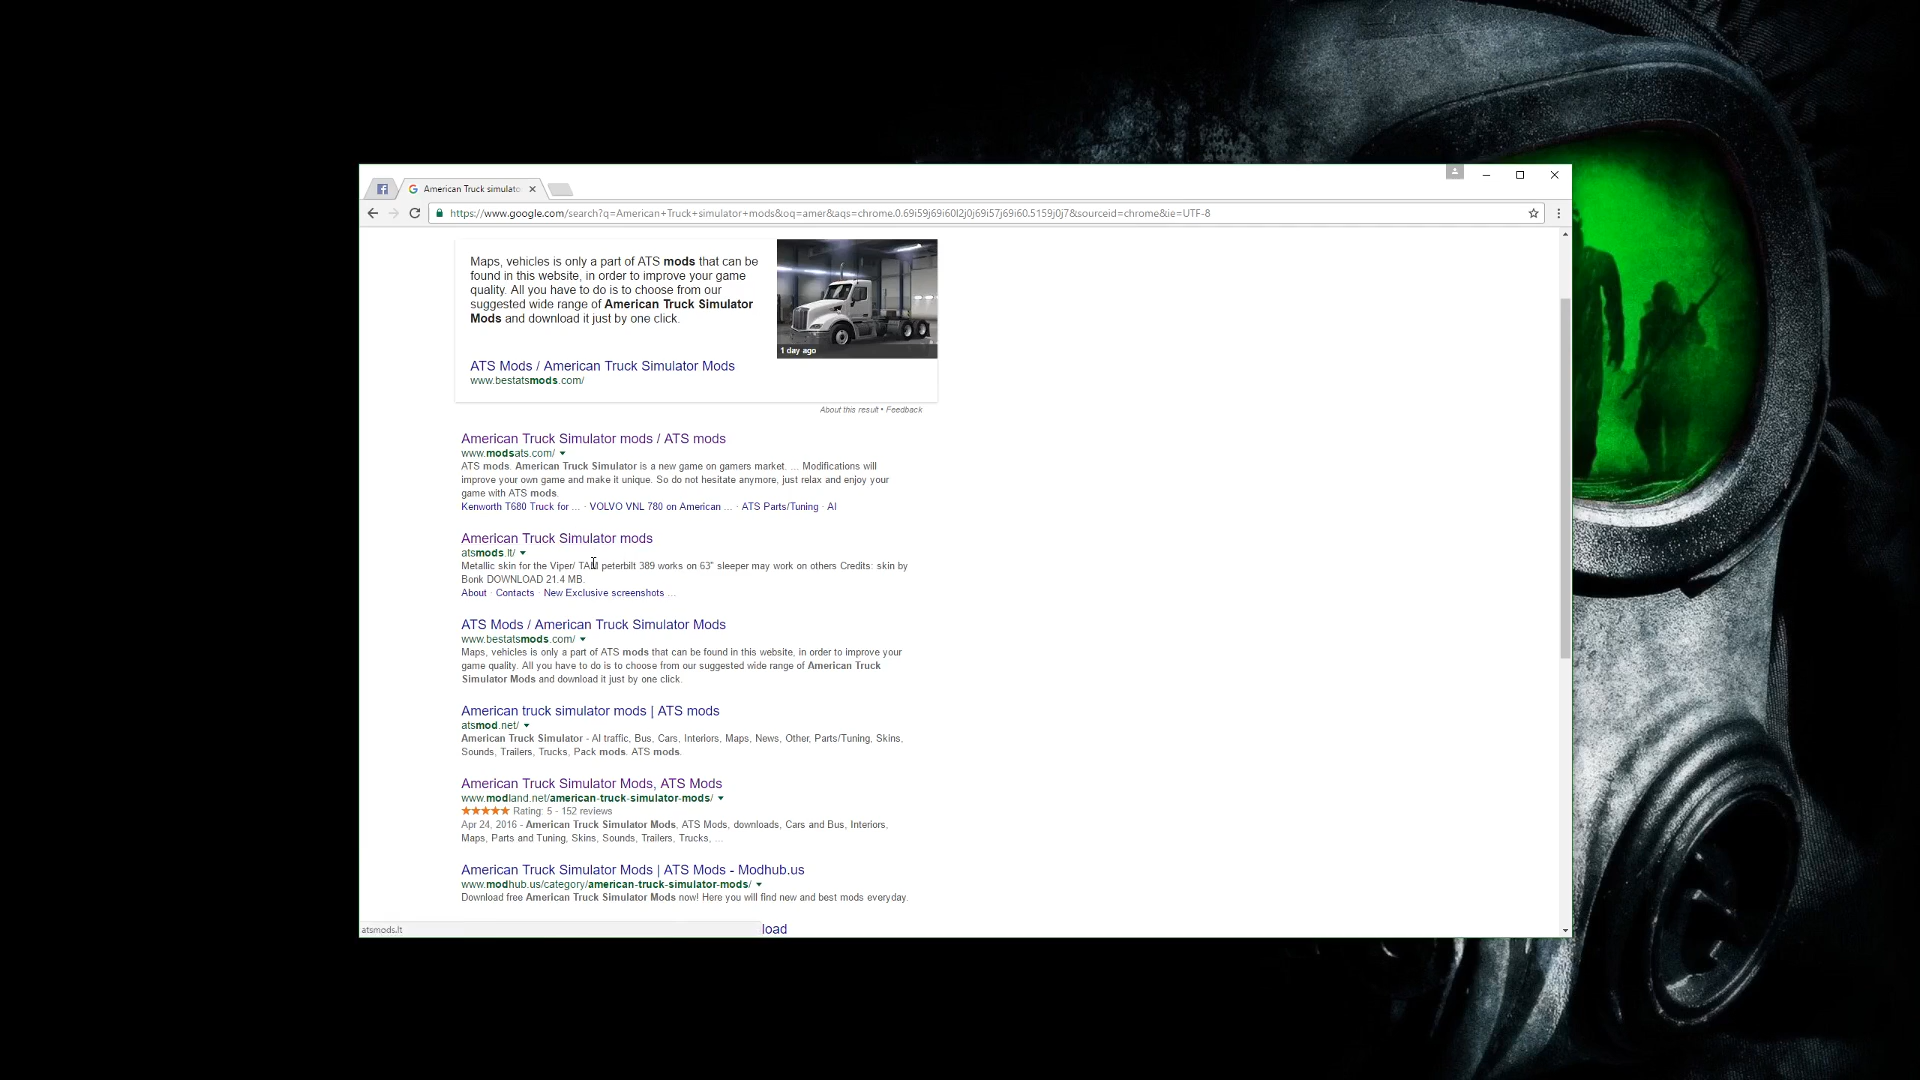 American Truck simulato
https://www.google.com/search?q=American+Truck+simulator+mods&oq=amer&aqs=chrome.0.69i59j69i60l2j0j69i57j69i60.5159j0j7&sourceid=chrome&ie=UTF-8
Maps, vehicles is only a part of ATS mods that can be
found in this website, in order to improve your game
quality. All you have to do is to choose from our
suggested wide range of American Truck Simulator
Mods and download it just by one click.
1 day ago
ATS Mods / American Truck Simulator Mods
www.bestatsmods.com/
About this result • Feedback
American Truck Simulator mods / ATS mods
www.modsats.com/
ATS mods. American Truck Simulator is a new game on gamers market. ... Modifications will
improve your own game and make it unique. So do not hesitate anymore, just relax and enjoy your
game with ATS mods.
Kenworth T680 Truck for ... · VOLVO VNL 780 on American ... · ATS Parts/Tuning · AI
American Truck Simulator mods
atsmods.lt/
Metallic skin for the Viper/ TAM peterbilt 389 works on 63" sleeper may work on others Credits: skin by
Bonk DOWNLOAD 21.4 MB.
About · Contacts · New Exclusive screenshots ...
ATS Mods / American Truck Simulator Mods
www.bestatsmods.com/
Maps, vehicles is only a part of ATS mods that can be found in this website, in order to improve your
game quality. All you have to do is to choose from our suggested wide range of American Truck
Simulator Mods and download it just by one click.
American truck simulator mods | ATS mods
atsmod.net/
American Truck Simulator - AI traffic, Bus, Cars, Interiors, Maps, News, Other, Parts/Tuning, Skins,
Sounds, Trailers, Trucks, Pack mods. ATS mods.
American Truck Simulator Mods, ATS Mods
www.modland.net/american-truck-simulator-mods/
Rating: 5 - 152 reviews
Apr 24, 2016 - American Truck Simulator Mods, ATS Mods, downloads, Cars and Bus, Interiors,
Maps, Parts and Tuning, Skins, Sounds, Trailers, Trucks, ...
American Truck Simulator Mods | ATS Mods - Modhub.us
www.modhub.us/category/american-truck-simulator-mods/
Download free American Truck Simulator Mods now! Here you will find new and best mods everyday.
load
atsmods.lt